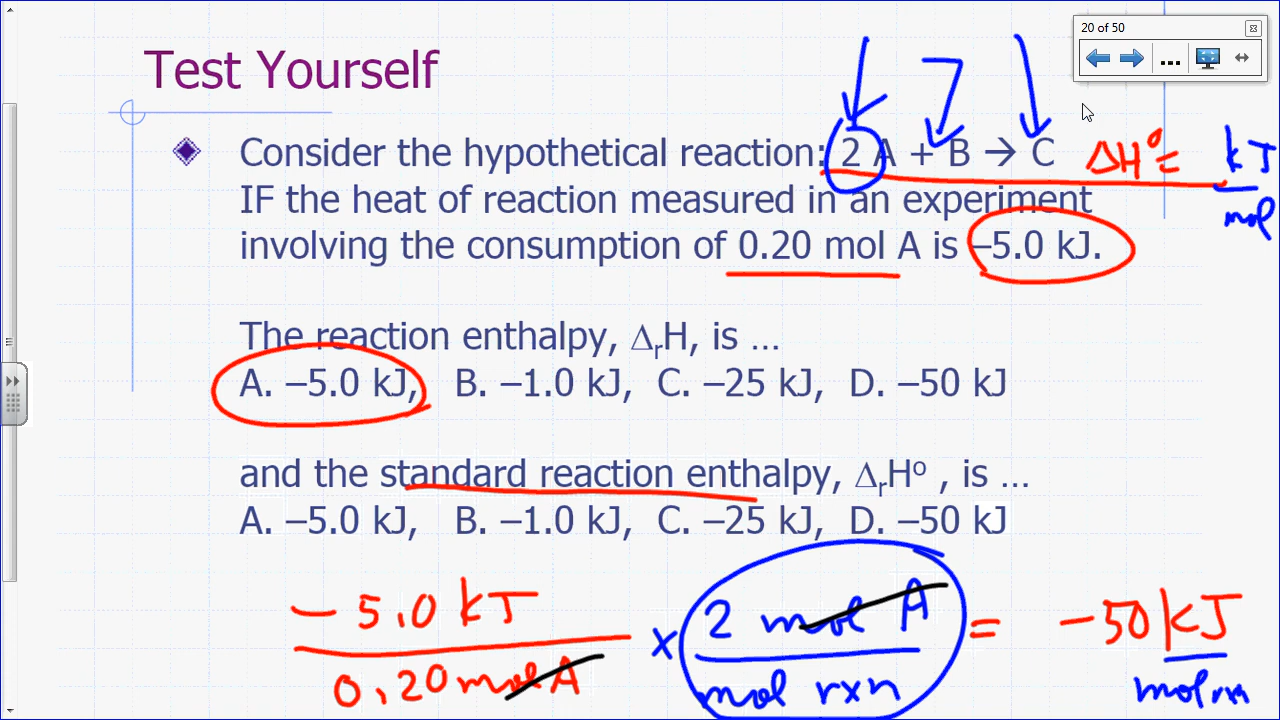 20 of 50
Test Yourself
Consider the hypothetical reaction: 2 A + B → C ΔH°= kJ
mol
IF the heat of reaction measured in an experiment
involving the consumption of 0.20 mol A is –5.0 kJ.
The reaction enthalpy, ΔrH, is ...
A. –5.0 kJ, B. –1.0 kJ, C. –25 kJ, D. –50 kJ
and the standard reaction enthalpy, ΔrHº , is ...
A. –5.0 kJ, B. –1.0 kJ, C. –25 kJ, D. –50 kJ
– 5.0 kJ x 2 mol A = –50 kJ
0.20 mol A mol rxn mol rxn